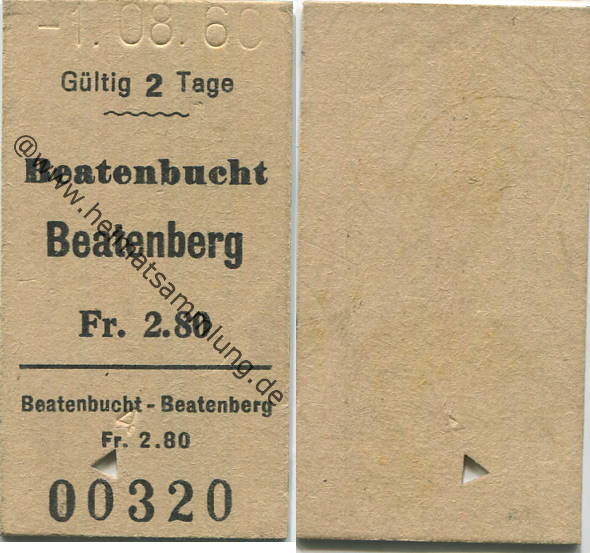 -1.08.60
Gültig 2 Tage
Beatenbucht
Beatenberg
Fr. 2.80
Beatenbucht - Beatenberg
Fr. 2.80
00320
@www.heimatsammlung.de